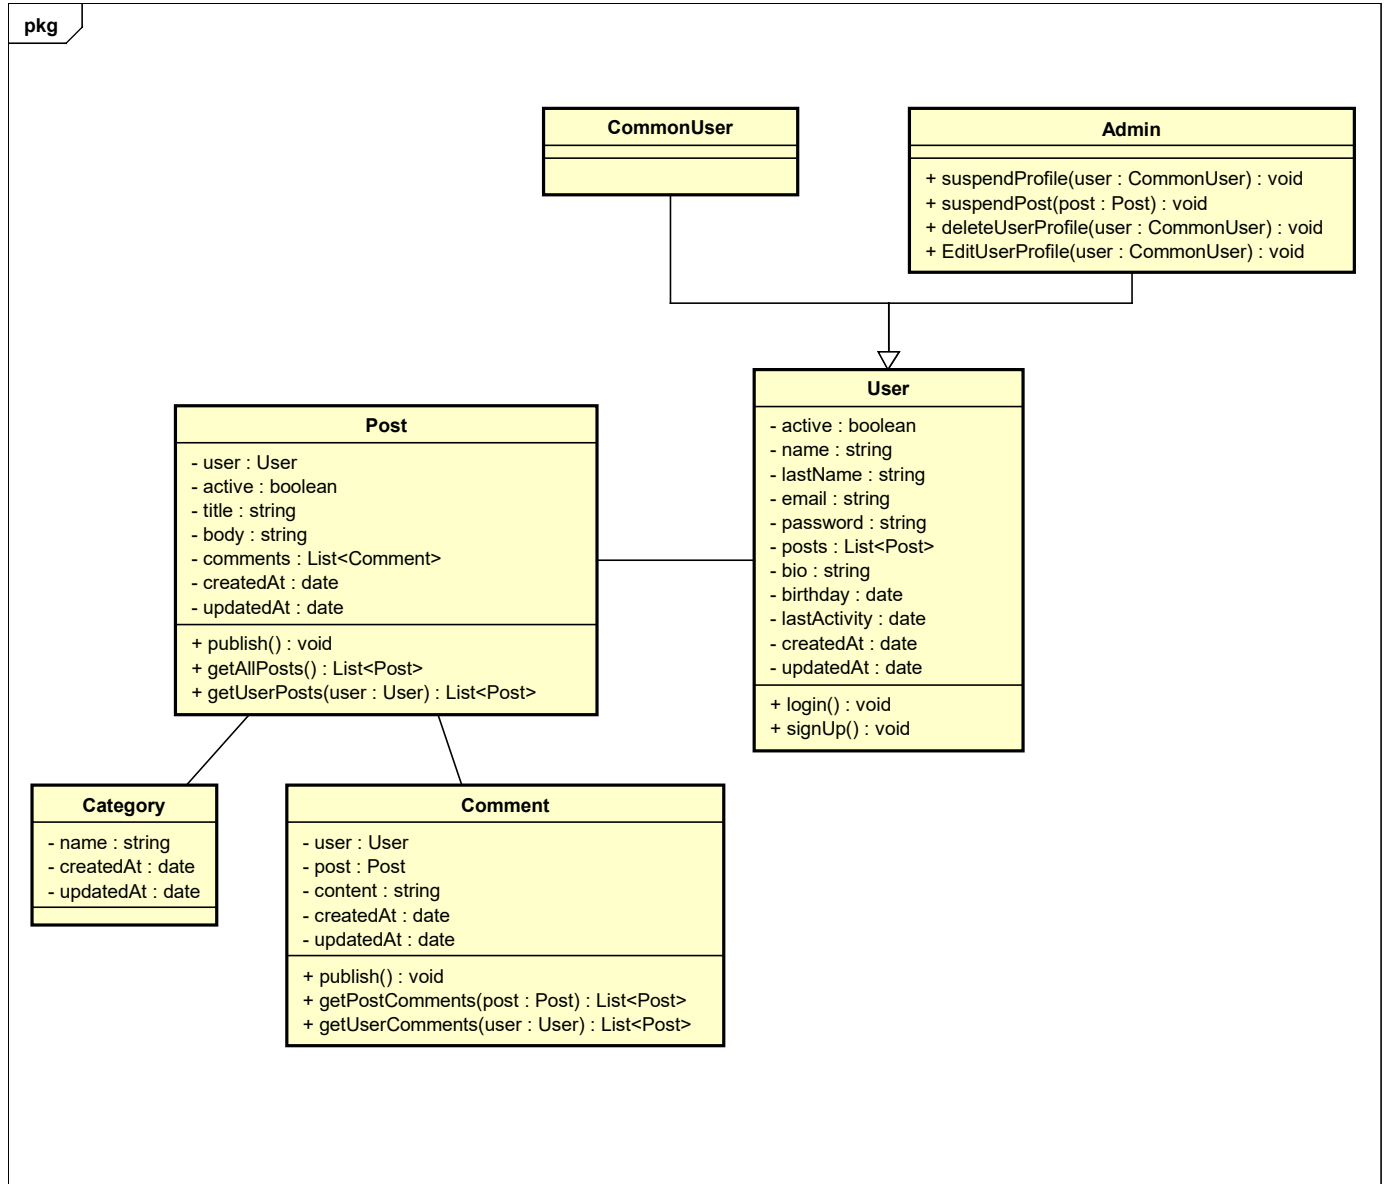 pkg
CommonUser
Admin
+ suspendProfile(user : CommonUser) : void
+ suspendPost(post : Post) : void
+ deleteUserProfile(user : CommonUser) : void
+ EditUserProfile(user : CommonUser) : void
User
- active : boolean
- name : string
- lastName : string
- email : string
- password : string
- posts : List<Post>
- bio : string
- birthday : date
- lastActivity : date
- createdAt : date
- updatedAt : date
+ login() : void
+ signUp() : void
Post
- user : User
- active : boolean
- title : string
- body : string
- comments : List<Comment>
- createdAt : date
- updatedAt : date
+ publish() : void
+ getAllPosts() : List<Post>
+ getUserPosts(user : User) : List<Post>
Category
- name : string
- createdAt : date
- updatedAt : date
Comment
- user : User
- post : Post
- content : string
- createdAt : date
- updatedAt : date
+ publish() : void
+ getPostComments(post : Post) : List<Post>
+ getUserComments(user : User) : List<Post>